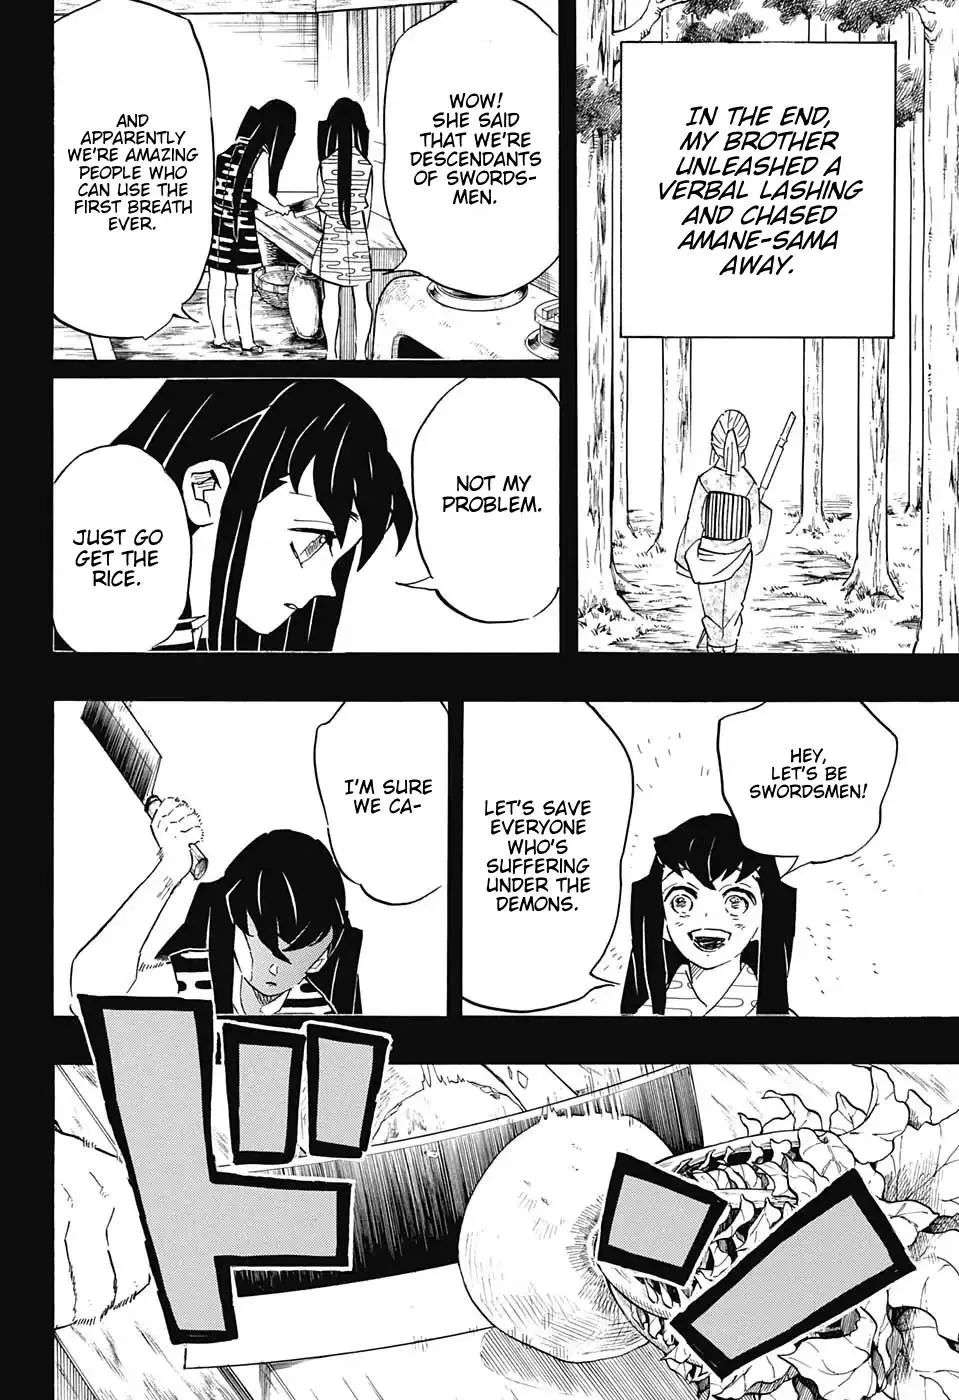 IN THE END,
MY BROTHER
UNLEASHED A
VERBAL LASHING
AND CHASED
AMANE-SAMA
AWAY.
WOW!
SHE SAID
THAT WE'RE
DESCENDANTS
OF SWORDS-
MEN.
AND
APPARENTLY
WE'RE AMAZING
PEOPLE WHO
CAN USE THE
FIRST BREATH
EVER.
NOT MY
PROBLEM.
JUST GO
GET THE
RICE.
HEY,
LET'S BE
SWORDSMEN!
LET'S SAVE
EVERYONE
WHO'S
SUFFERING
UNDER THE
DEMONS.
I'M SURE
WE CA-
ドン